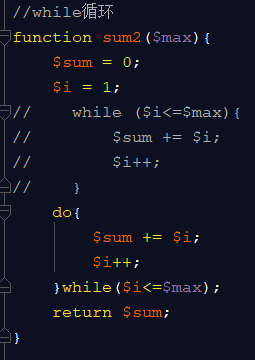 //while循环
function sum2($max){
    $sum = 0;
    $i = 1;
//    while ($i<=$max){
//        $sum += $i;
//        $i++;
//    }
    do{
        $sum += $i;
        $i++;
    }while($i<=$max);
    return $sum;
}